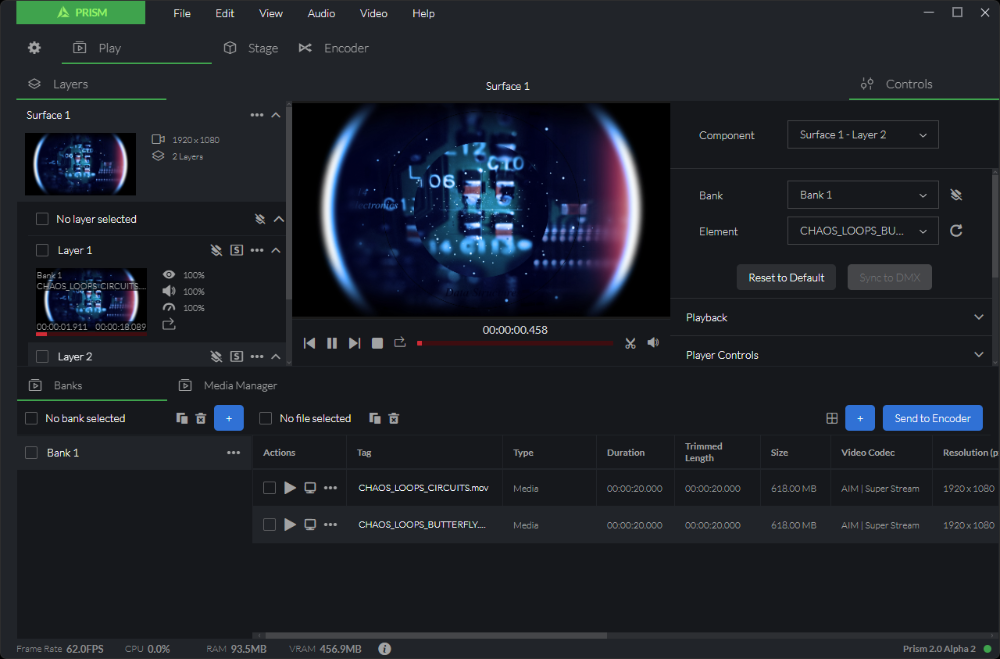 PRISM File Edit View Audio Video Help
Play Stage Encoder
Layers Surface 1 Controls
Surface 1
1920 x 1080
2 Layers
No layer selected
Layer 1
Bank 1
CHAOS_LOOPS_CIRCUITS....
00:00:01.911 00:00:18.089
100%
100%
100%
Layer 2
LTZ
CTO
L 06
Electronics
00:00:00.458
Component Surface 1 - Layer 2
Bank Bank 1
Element CHAOS_LOOPS_BU...
Reset to Default Sync to DMX
Playback
Player Controls
Banks Media Manager
No bank selected + No file selected + Send to Encoder
Bank 1
Actions Tag Type Duration Trimmed Length Size Video Codec Resolution (p
CHAOS_LOOPS_CIRCUITS.mov Media 00:00:20.000 00:00:20.000 618.00 MB AIM | Super Stream 1920 x 1080
CHAOS_LOOPS_BUTTERFLY.... Media 00:00:20.000 00:00:20.000 618.00 MB AIM | Super Stream 1920 x 1080
Frame Rate 62.0FPS CPU 0.0% RAM 93.5MB VRAM 456.9MB Prism 2.0 Alpha 2